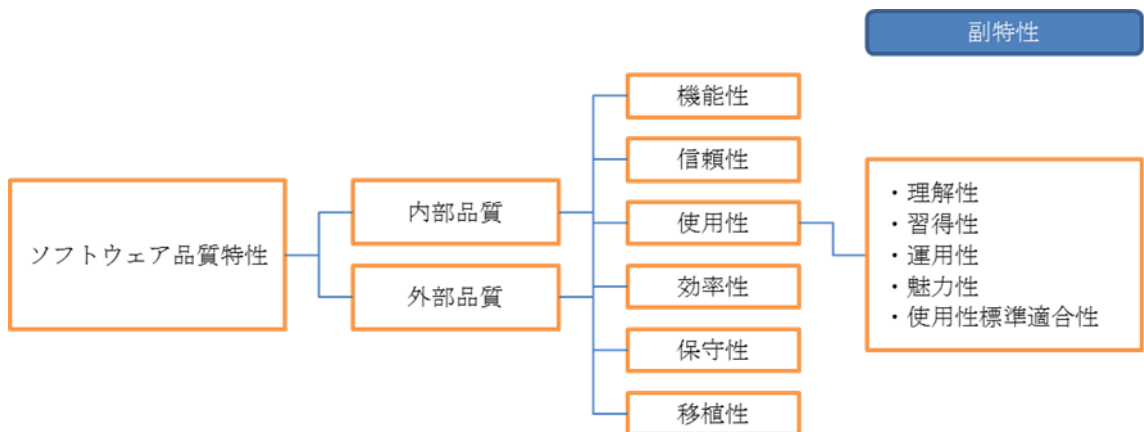 副特性
ソフトウェア品質特性
内部品質
外部品質
機能性
信頼性
使用性
効率性
保守性
移植性
・理解性
・習得性
・運用性
・魅力性
・使用性標準適合性